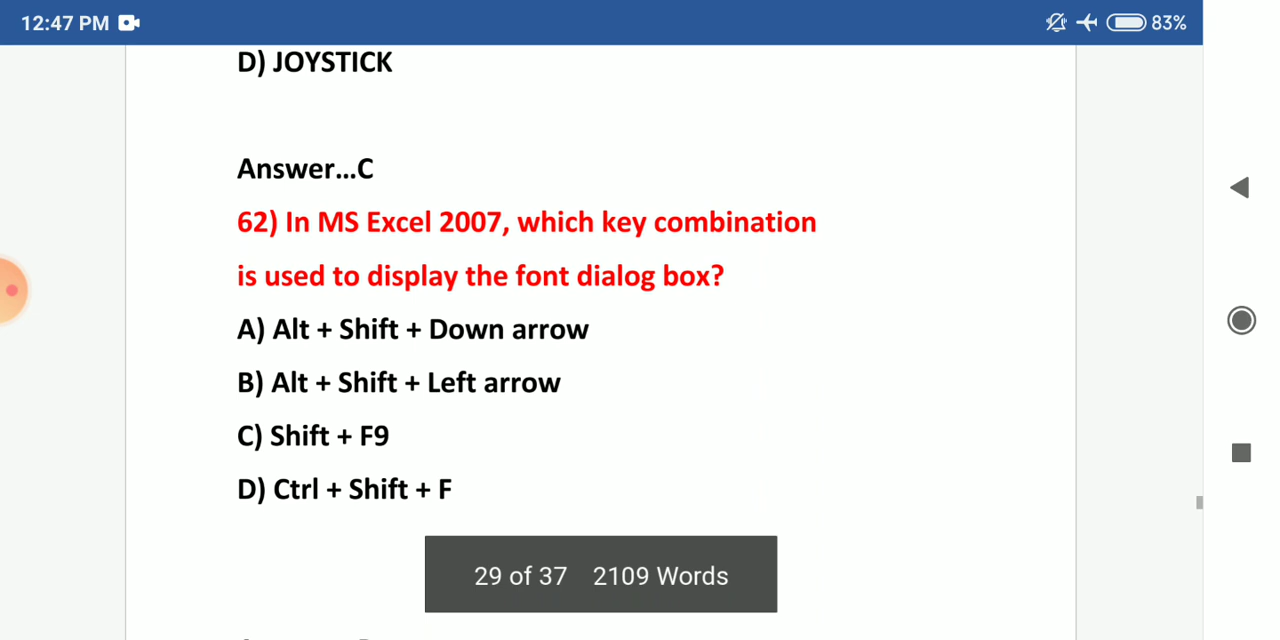 12:47 PM
83%
D) JOYSTICK
Answer...C
62) In MS Excel 2007, which key combination
is used to display the font dialog box?
A) Alt + Shift + Down arrow
B) Alt + Shift + Left arrow
C) Shift + F9
D) Ctrl + Shift + F
29 of 37 2109 Words